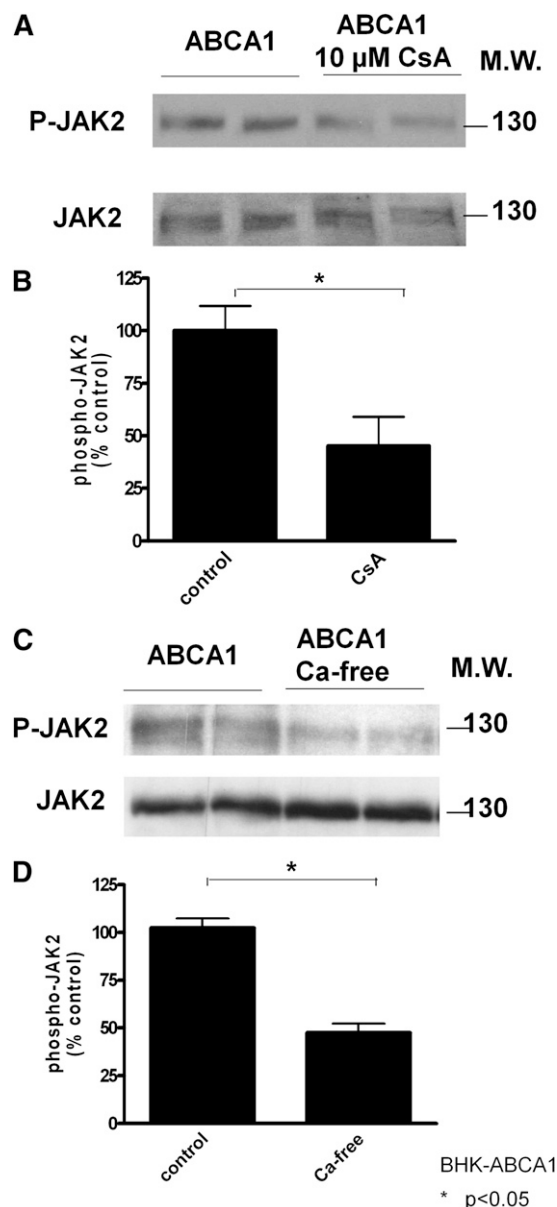 A
ABCA1
ABCA1
10 µM CsA
M.W.
P-JAK2
130
JAK2
130
B
125
100
75
50
25
0
phospho-JAK2
(% control)
*
control
CsA
C
ABCA1
ABCA1
Ca-free
M.W.
P-JAK2
130
JAK2
130
D
125
100
75
50
25
0
phospho-JAK2
(% control)
*
control
Ca-free
BHK-ABCA1
* p<0.05